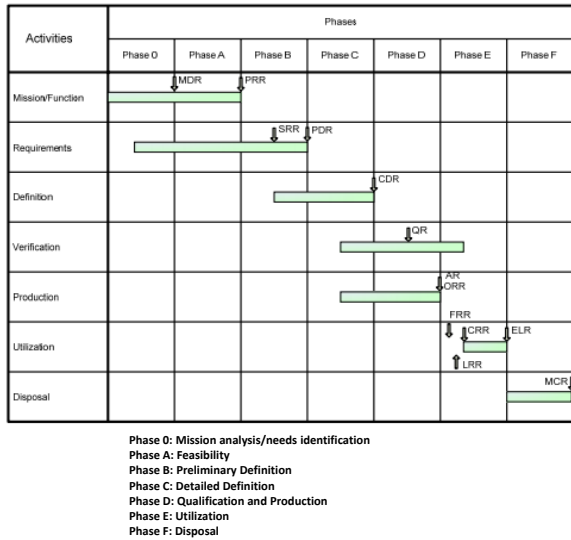 Activities
Phases
Phase 0 Phase A Phase B Phase C Phase D Phase E Phase F
Mission/Function
MDR PRR
Requirements
SRR PDR
Definition
CDR
Verification
QR
Production
AR
ORR
Utilization
FRR
CRR ELR
LRR
Disposal
MCR
Phase 0: Mission analysis/needs identification
Phase A: Feasibility
Phase B: Preliminary Definition
Phase C: Detailed Definition
Phase D: Qualification and Production
Phase E: Utilization
Phase F: Disposal